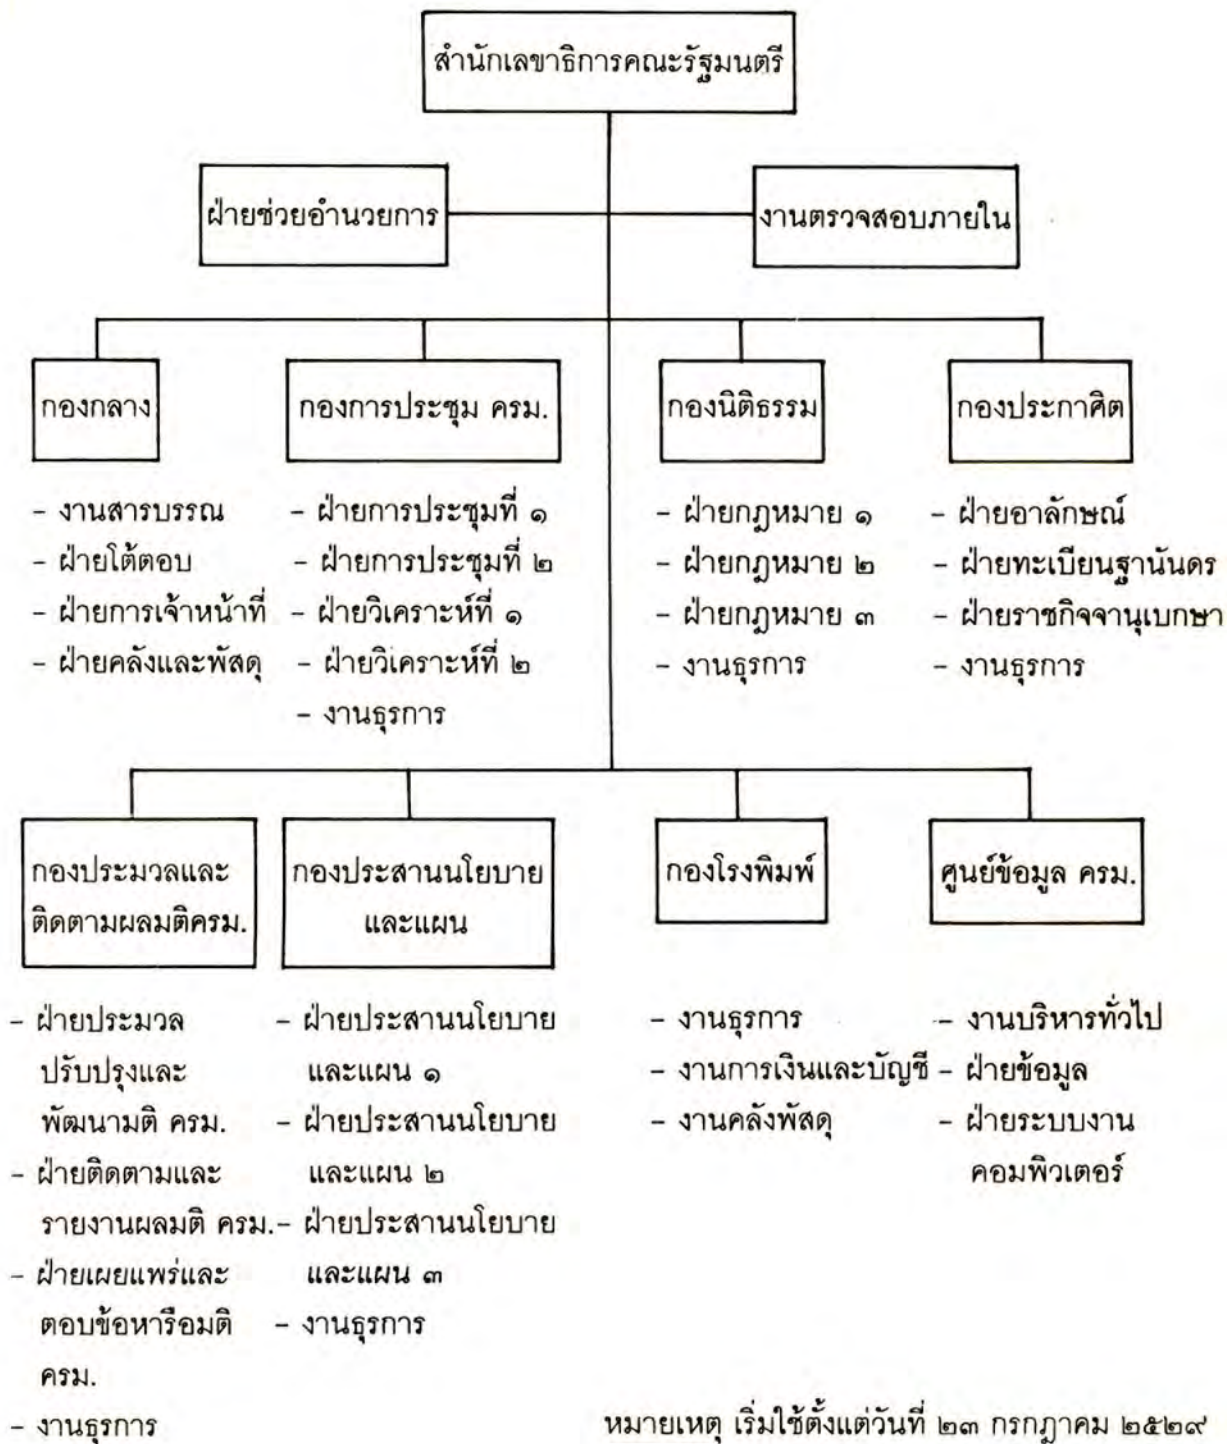 สำนักเลขาธิการคณะรัฐมนตรี
ฝ่ายช่วยอำนวยการ
งานตรวจสอบภายใน
กองกลาง
- งานสารบรรณ
- ฝ่ายโต้ตอบ
- ฝ่ายการเจ้าหน้าที่
- ฝ่ายคลังและพัสดุ
กองการประชุม ครม.
- ฝ่ายการประชุมที่ ๑
- ฝ่ายการประชุมที่ ๒
- ฝ่ายวิเคราะห์ที่ ๑
- ฝ่ายวิเคราะห์ที่ ๒
- งานธุรการ
กองนิติธรรม
- ฝ่ายกฎหมาย ๑
- ฝ่ายกฎหมาย ๒
- ฝ่ายกฎหมาย ๓
- งานธุรการ
กองประกาศิต
- ฝ่ายอาลักษณ์
- ฝ่ายทะเบียนฐานันดร
- ฝ่ายราชกิจจานุเบกษา
- งานธุรการ
กองประมวลและ
ติดตามผลมติครม.
- ฝ่ายประมวล
ปรับปรุงและ
พัฒนามติ ครม.
- ฝ่ายติดตามและ
รายงานผลมติ ครม.
- ฝ่ายเผยแพร่และ
ตอบข้อหารือมติ
ครม.
- งานธุรการ
กองประสานนโยบาย
และแผน
- ฝ่ายประสานนโยบาย
และแผน ๑
- ฝ่ายประสานนโยบาย
และแผน ๒
- ฝ่ายประสานนโยบาย
และแผน ๓
- งานธุรการ
กองโรงพิมพ์
- งานธุรการ
- งานการเงินและบัญชี
- งานคลังพัสดุ
ศูนย์ข้อมูล ครม.
- งานบริหารทั่วไป
- ฝ่ายข้อมูล
- ฝ่ายระบบงาน
คอมพิวเตอร์
หมายเหตุ เริ่มใช้ตั้งแต่วันที่ ๒๓ กรกฎาคม ๒๕๒๙